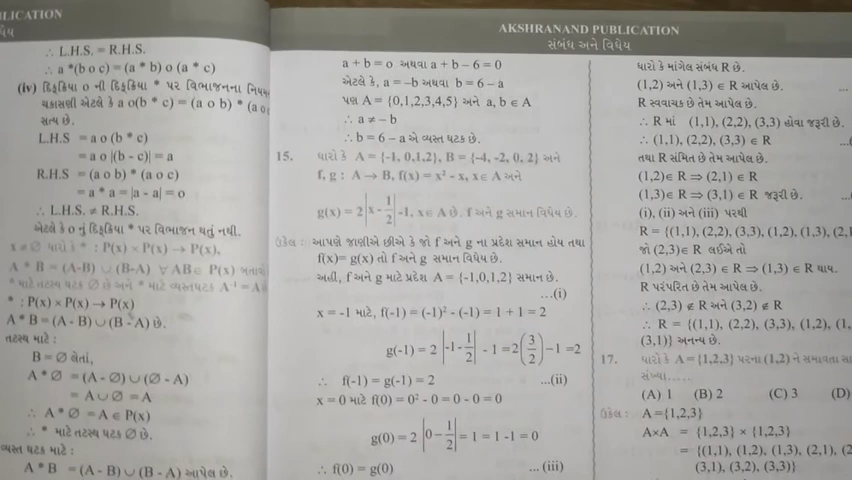 PUBLICATION
∴ L.H.S. = R.H.S.
∴ a *(b o c) = (a * b) o (a * c)
(iv) દ્વિક્રિયા o ની દ્વિક્રિયા * પર વિભાજનના
ચકાસણી એટલે કે a o(b * c) = (a o b) * (a o
સત્ય છે.
L.H.S = a o (b * c)
= a o |(b - c)| = a
R.H.S = (a o b) * (a o c)
= a * a = |a - a| = o
∴ L.H.S. ≠ R.H.S.
એટલે કે o નું દ્વિક્રિયા * પર વિભાજન થતું નથી.
x ≠ ∅ ધારો કે * : P(x) × P(x) → P(x),
A * B = (A-B) ∪ (B-A) ∀ AB∈ P(x) બતાવો
* માટે તટસ્થ ઘટક ∅ છે અને * માટે વ્યસ્તઘટક A⁻¹ = A
* : P(x) × P(x) → P(x)
A * B = (A - B) ∪ (B - A) છે.
તટસ્થ માટે :
B = ∅ લેતાં,
A * ∅ = (A - ∅) ∪ (∅ - A)
= A ∪ ∅ = A
∴ A * ∅ = A ∈ P(x)
∴ * માટે તટસ્થ ઘટક ∅ છે.
વ્યસ્ત ઘટક માટે :
A * B = (A - B) ∪ (B - A) આપેલ છે.
AKSHRANAND PUBLICATION
સંબંધ અને વિધેય
a + b = o અથવા a + b – 6 = 0
એટલે કે, a = –b અથવા b = 6 – a
પણ A = {0,1,2,3,4,5} અને a, b ∈ A
∴ a ≠ – b
∴ b = 6 – a એ વ્યસ્ત ઘટક છે.
15. ધારો કે A = {-1, 0,1,2}, B = {-4, -2, 0, 2} અને
f, g : A → B, f(x) = x² - x, x∈ A અને
g(x) = 2|x - 1/2| -1, x∈ A છે. f અને g સમાન વિધેય છે.
ઉકેલ : આપણે જાણીએ છીએ કે જો f અને g ના પ્રદેશ સમાન હોય તથા
f(x)= g(x) તો f અને g સમાન વિધેય છે.
અહીં, f અને g માટે પ્રદેશ A = {-1,0,1,2} સમાન છે.
...(i)
x = -1 માટે, f(-1) = (-1)² - (-1) = 1 + 1 = 2
g(-1) = 2 |-1 - 1/2| - 1 = 2(3/2) – 1 = 2
∴ f(-1) = g(-1) = 2 ...(ii)
x = 0 માટે f(0) = 0² - 0 = 0 - 0 = 0
g(0) = 2 |0 – 1/2| = 1 = 1 -1 = 0
∴ f(0) = g(0) ... (iii)
ધારો કે માંગેલ સંબંધ R છે.
(1,2) અને (1,3) ∈ R આપેલ છે. ...
R સ્વવાચક છે તેમ આપેલ છે.
∴ R માં (1,1), (2,2), (3,3) હોવા જરૂરી છે.
∴ (1,1), (2,2), (3,3) ∈ R
તથા R સંમિત છે તેમ આપેલ છે.
(1,2)∈ R ⇒ (2,1) ∈ R
(1,3)∈ R ⇒ (3,1) ∈ R જરૂરી છે. ...
(i), (ii) અને (iii) પરથી
R = {(1,1), (2,2), (3,3), (1,2), (1,3), (2,1
જો (2,3)∈ R લઈએ તો
(1,2) અને (2,3) ∈ R ⇒ (1,3) ∈ R થાય.
R પરંપરિત છે તેમ આપેલ છે.
∴ (2,3) ∉ R અને (3,2) ∉ R
∴ R = {(1,1), (2,2), (3,3), (1,2), (1,
(3,1)} અનન્ય છે.
17. ધારો કે A = {1,2,3} પરના (1,2) ને સમાવતા
સંખ્યા.....
(A) 1 (B) 2 (C) 3 (D)
ઉકેલ : A ={1,2,3}
A×A = {1,2,3} × {1,2,3}
= {(1,1), (1,2), (1,3), (2,1), (2
(3,1), (3,2), (3,3)}